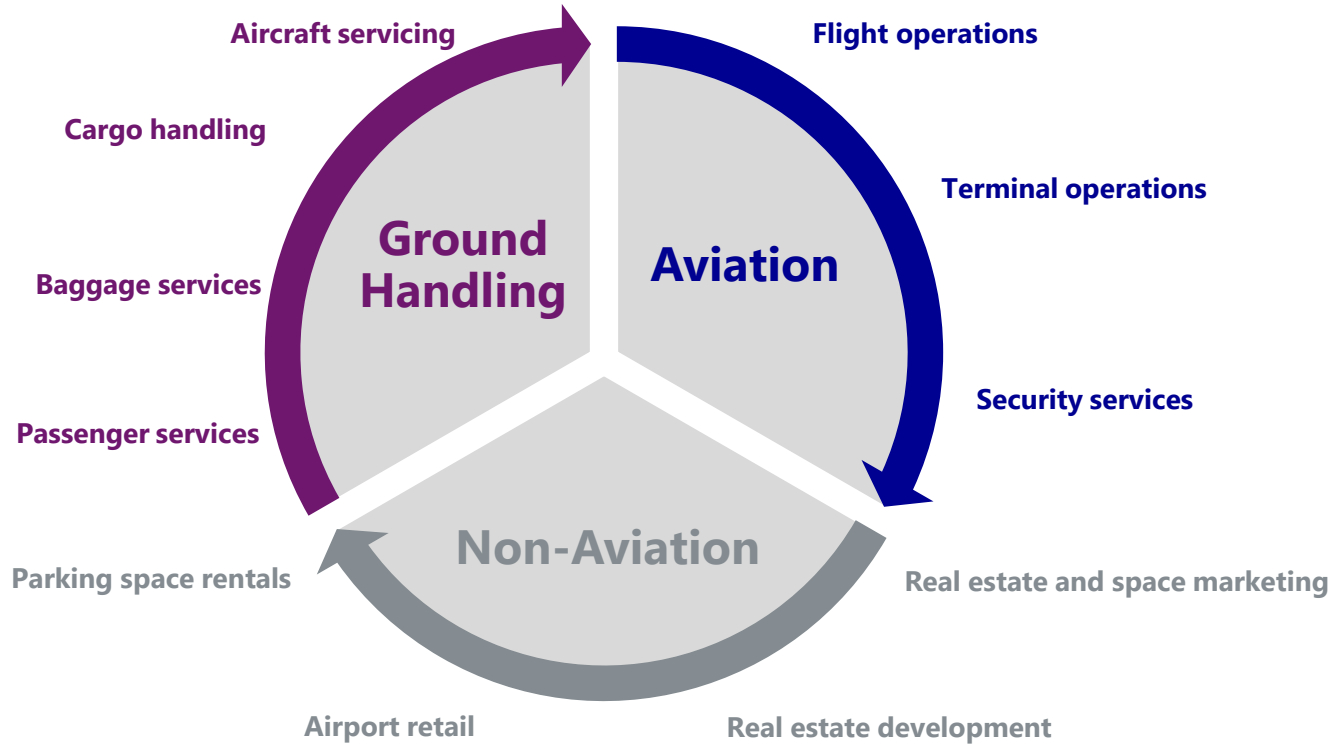 Aircraft servicing
Flight operations
Cargo handling
Terminal operations
Ground
Handling
Aviation
Baggage services
Security services
Passenger services
Non-Aviation
Parking space rentals
Real estate and space marketing
Airport retail
Real estate development